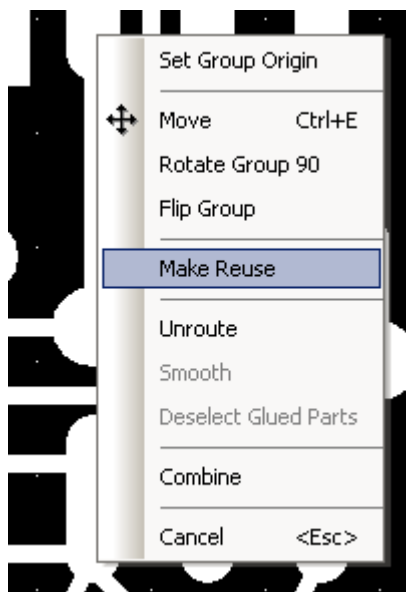 Set Group Origin
Move Ctrl+E
Rotate Group 90
Flip Group
Make Reuse
Unroute
Smooth
Deselect Glued Parts
Combine
Cancel <Esc>